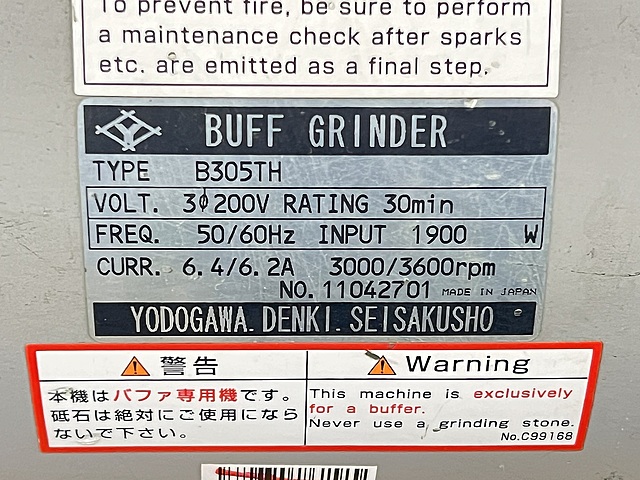 To prevent fire, be sure to perform
a maintenance check after sparks
etc. are emitted as a final step.
BUFF GRINDER
TYPE B305TH
VOLT. 3ϕ200V RATING 30min
FREQ. 50/60Hz INPUT 1900 W
CURR. 6.4/6.2A 3000/3600rpm
NO. 11042701 MADE IN JAPAN
YODOGAWA. DENKI. SEISAKUSHO
警告
本機はバファ専用機です。
砥石は絶対にご使用になら
ないで下さい。
Warning
This machine is exclusively
for a buffer.
Never use a grinding stone.
No.C99168